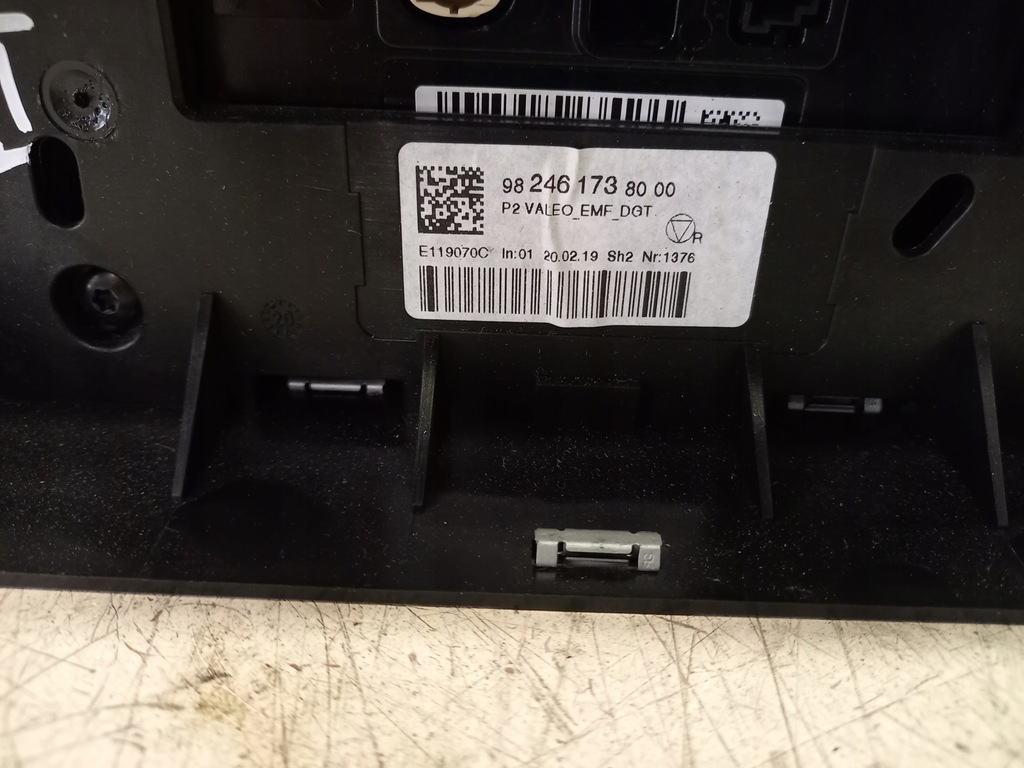 98 246 173 80 00
P2 VALEO_EMF_DGT
R
E119070C In:01 20.02.19 Sh2 Nr:1376